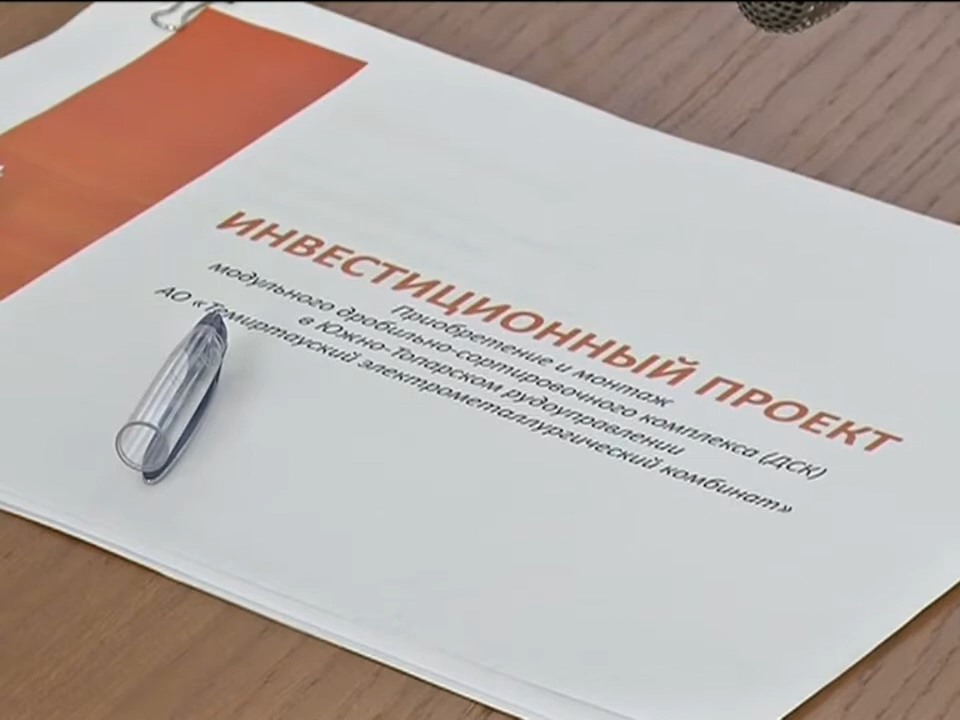 ИНВЕСТИЦИОННЫЙ ПРОЕКТ
Приобретение и монтаж
модульного дробильно-сортировочного комплекса (ДСК)
в Южно-Топарском рудоуправлении
АО «Темиртауский электрометаллургический комбинат»